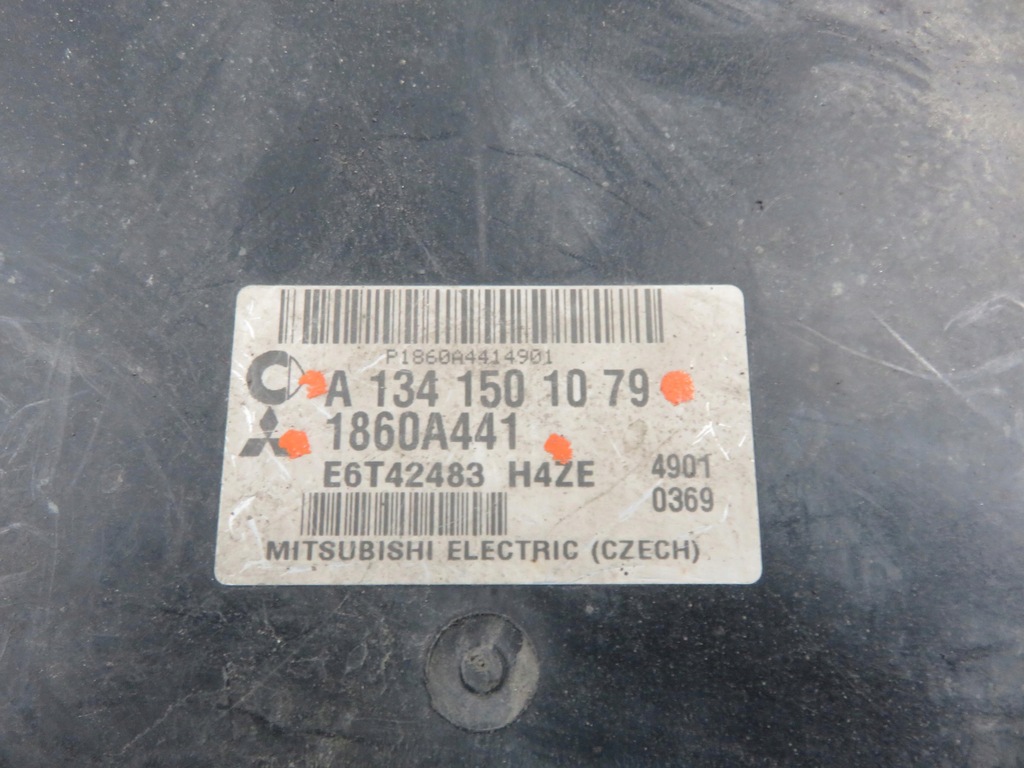 P1860A4414901
A 134 150 10 79
1860A441
E6T42483 H4ZE
4901
0369
MITSUBISHI ELECTRIC (CZECH)